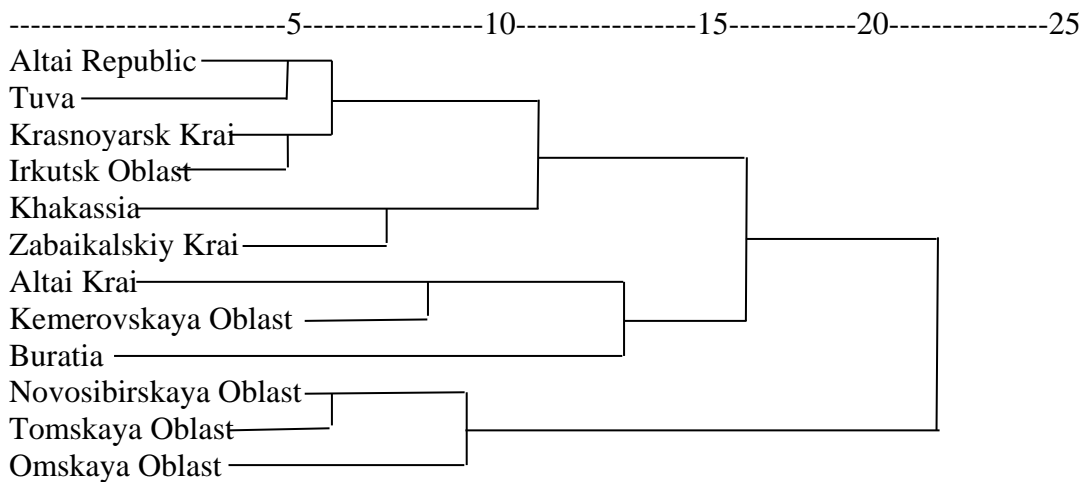 ----------------------------5--------------------10---------------------15---------------20----------------25
Altai Republic
Tuva
Krasnoyarsk Krai
Irkutsk Oblast
Khakassia
Zabaikalskiy Krai
Altai Krai
Kemerovskaya Oblast
Buratia
Novosibirskaya Oblast
Tomskaya Oblast
Omskaya Oblast